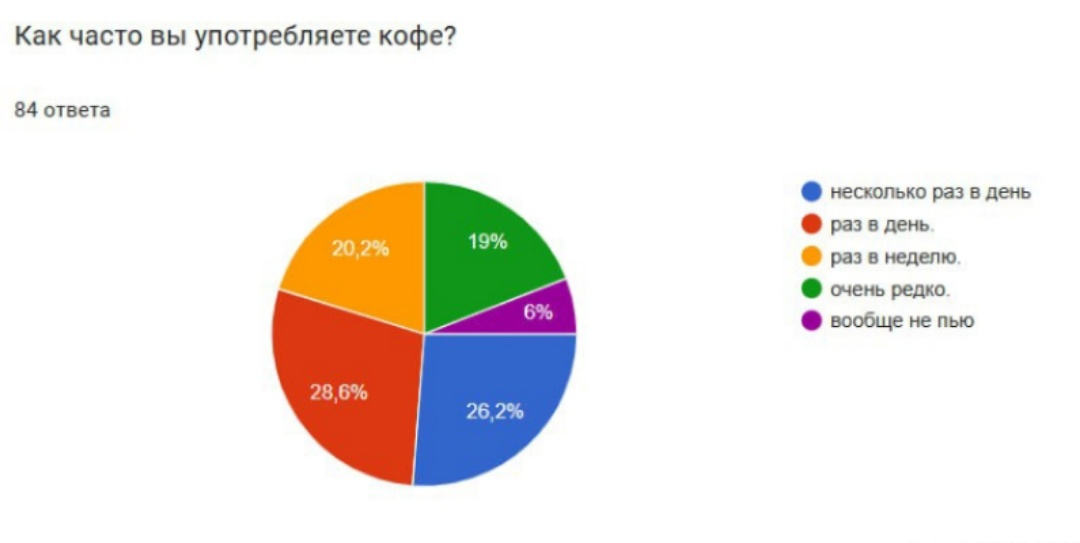 Как часто вы употребляете кофе?
84 ответа
20,2%
19%
6%
28,6%
26,2%
несколько раз в день
раз в день.
раз в неделю.
очень редко.
вообще не пью